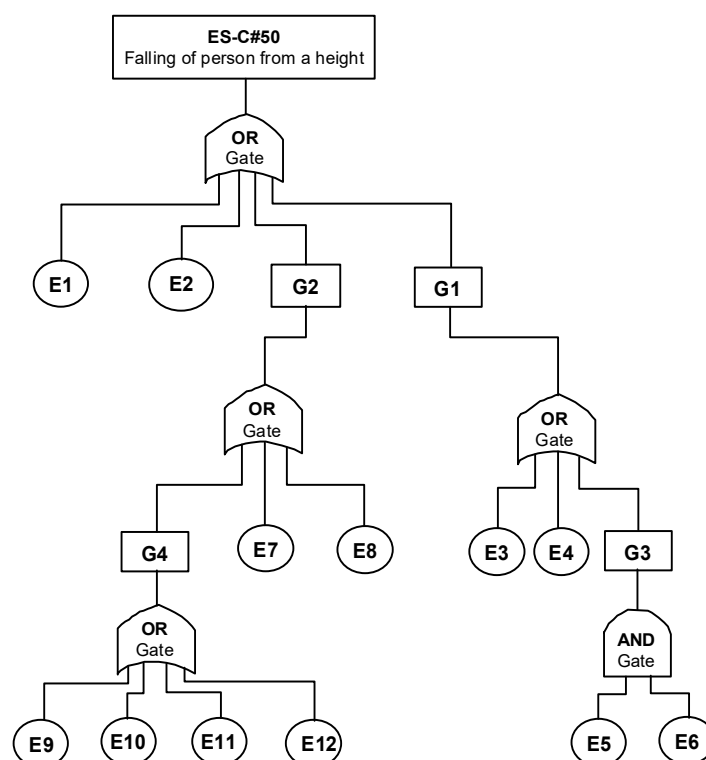 ES-C#50
Falling of person from a height
OR
Gate
E1
E2
G2
G1
OR
Gate
OR
Gate
G4
E7
E8
E3
E4
G3
OR
Gate
AND
Gate
E9
E10
E11
E12
E5
E6